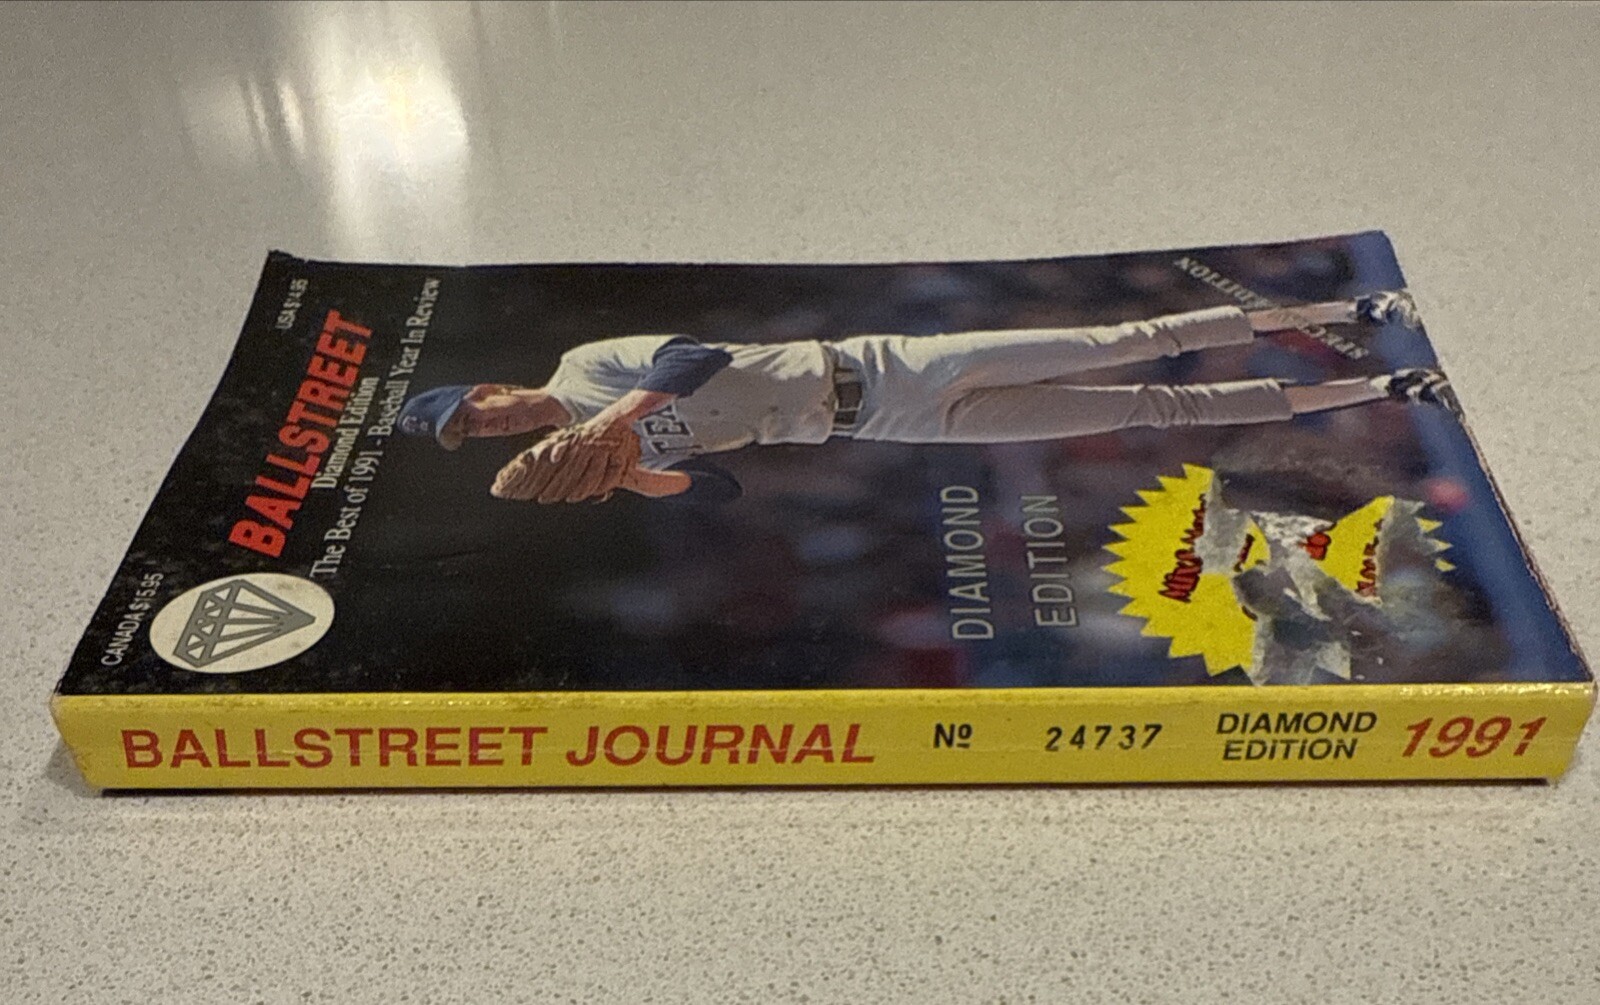 CANADA $15.95
USA $14.95
BALLSTREET
Diamond Edition
The Best of 1991 - Baseball Year In Review
DIAMOND
EDITION
EDITION
BALLSTREET JOURNAL
Nº 24737
DIAMOND
EDITION
1991